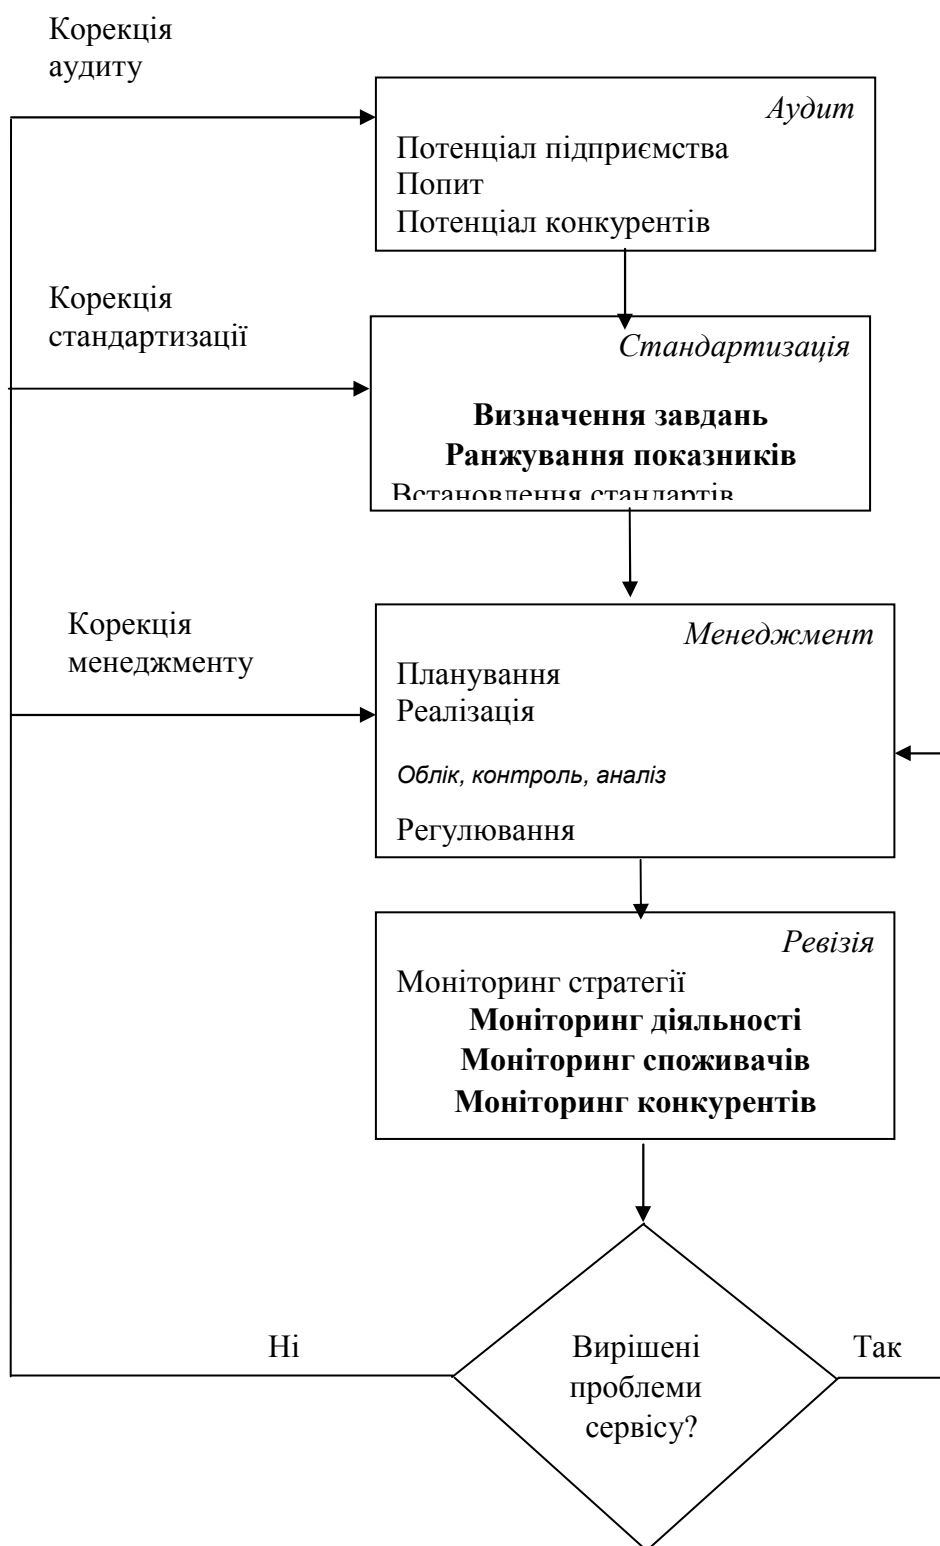 Корекція
аудиту
Аудит
Потенціал підприємства
Попит
Потенціал конкурентів
Корекція
стандартизації
Стандартизація
Визначення завдань
Ранжування показників
Встановлення стандартів
Корекція
менеджменту
Менеджмент
Планування
Реалізація
Облік, контроль, аналіз
Регулювання
Ревізія
Моніторинг стратегії
Моніторинг діяльності
Моніторинг споживачів
Моніторинг конкурентів
Ні
Вирішені
проблеми
сервісу?
Так